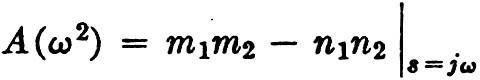 A(ω²) = m₁m₂ − n₁n₂ |ₛ₌ⱼω